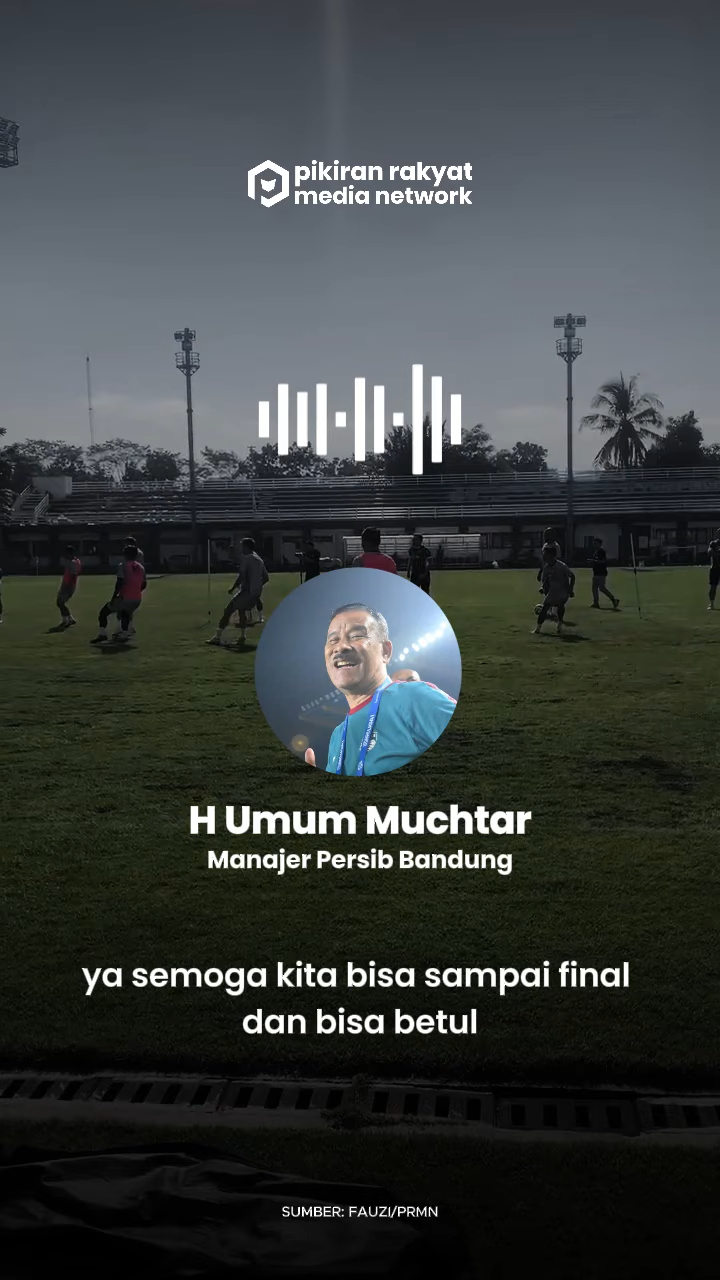 pikiran rakyat
media network
H Umum Muchtar
Manajer Persib Bandung
ya semoga kita bisa sampai final
dan bisa betul
SUMBER: FAUZI/PRMN